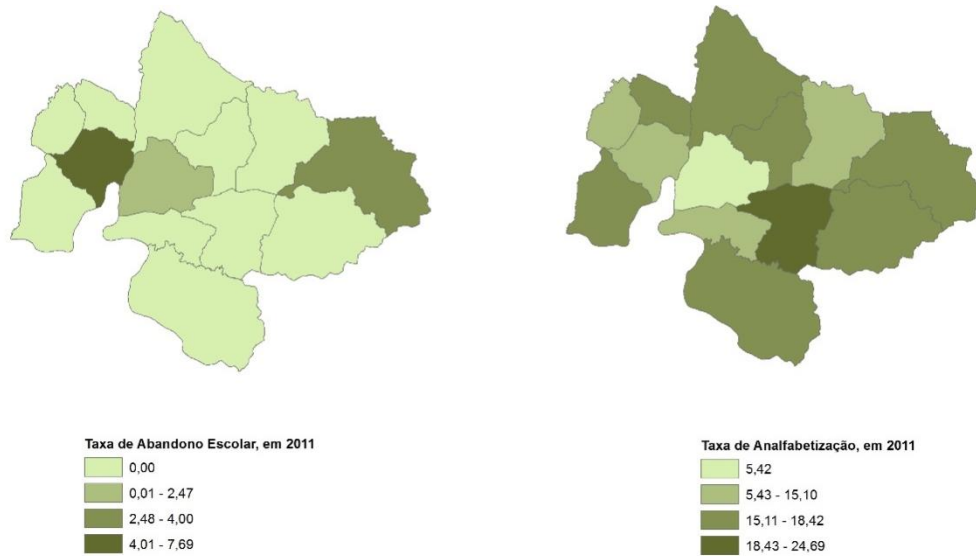 Taxa de Abandono Escolar, em 2011
0,00
0,01 - 2,47
2,48 - 4,00
4,01 - 7,69
Taxa de Analfabetização, em 2011
5,42
5,43 - 15,10
15,11 - 18,42
18,43 - 24,69